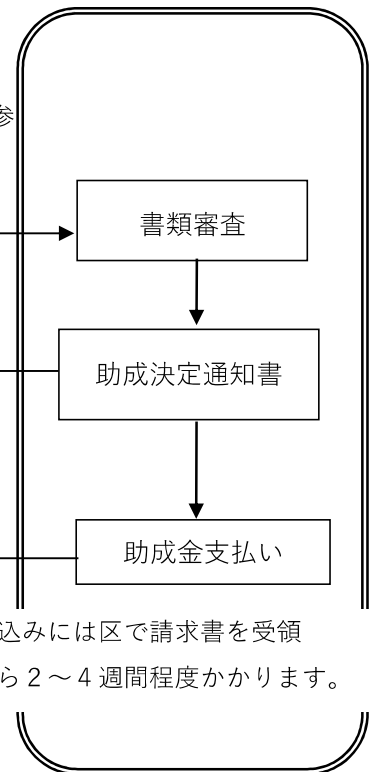 参
書類審査
助成決定通知書
助成金支払い
込みには区で請求書を受領
ら２～４週間程度かかります。